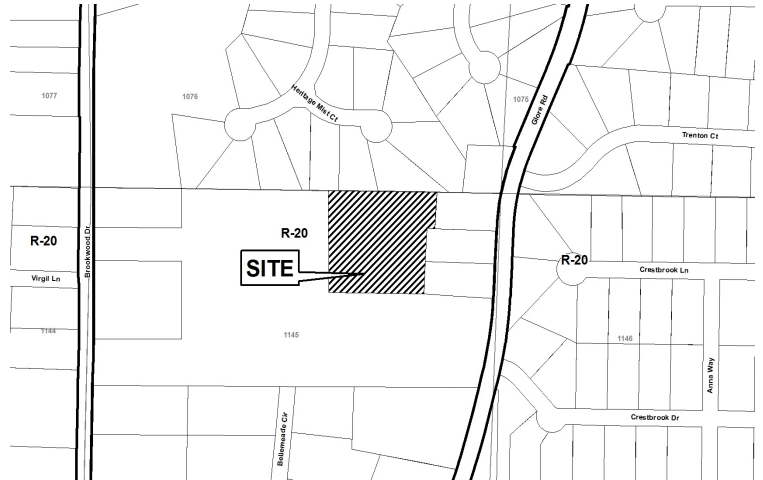 1077
1076
Heritage Mist Ct
1075
Glore Rd
Trenton Ct
R-20
R-20
Brookwood Dr
SITE
R-20
Crestbrook Ln
Virgil Ln
1144
1145
1146
Anna Way
Bellemeade Cir
Crestbrook Dr